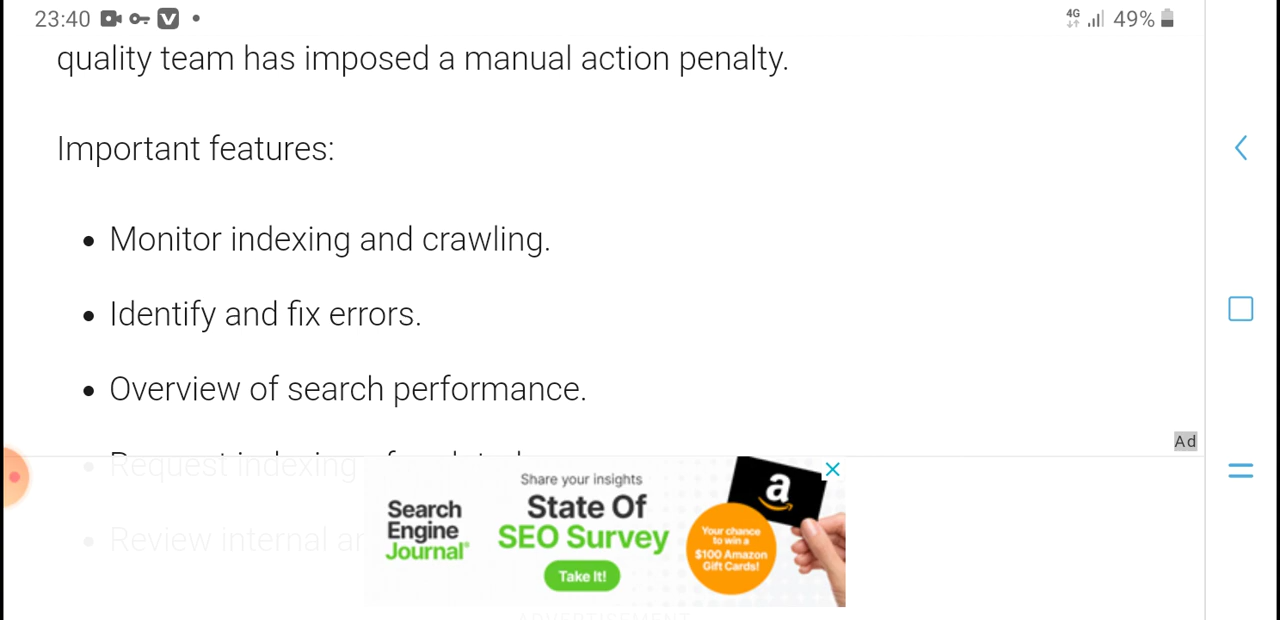 23:40
4G 49%
quality team has imposed a manual action penalty.
Important features:
• Monitor indexing and crawling.
• Identify and fix errors.
• Overview of search performance.
Ad
• Request indexing
• Review internal
Share your insights
Search Engine Journal®
State Of
SEO Survey
Take It!
a
Your chance
to win a
$100 Amazon
Gift Cards!
ADVERTISEMENT